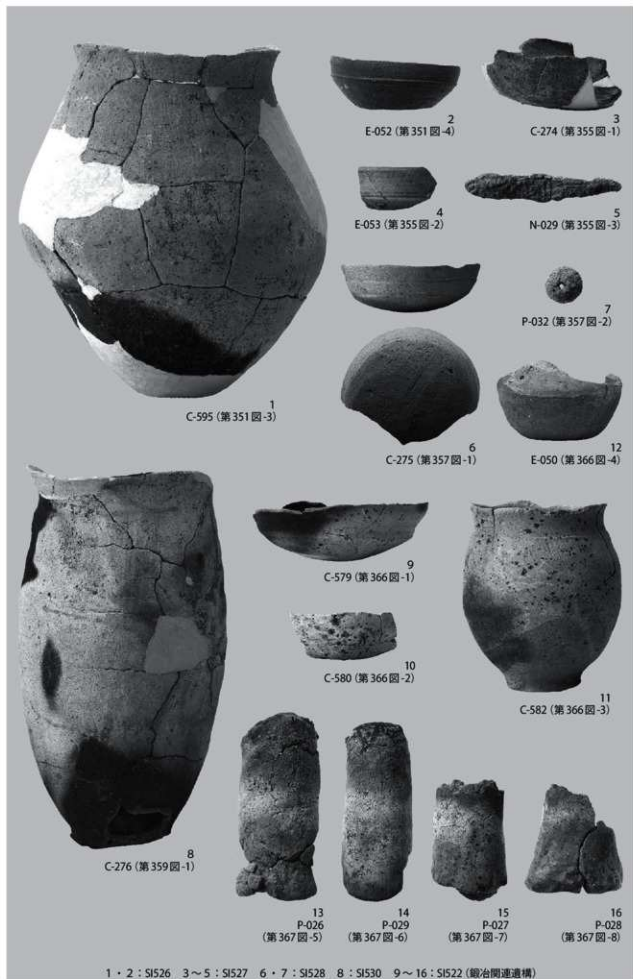 1
C-595 (第351図-3)
2
E-052 (第351図-4)
3
C-274 (第355図-1)
4
E-053 (第355図-2)
5
N-029 (第355図-3)
6
C-275 (第357図-1)
7
P-032 (第357図-2)
12
E-050 (第366図-4)
8
C-276 (第359図-1)
9
C-579 (第366図-1)
10
C-580 (第366図-2)
11
C-582 (第366図-3)
13
P-026
(第367図-5)
14
P-029
(第367図-6)
15
P-027
(第367図-7)
16
P-028
(第367図-8)
1・2:SI526 3～5:SI527 6・7:SI528 8:SI530 9～16:SI522(鍛冶関連遺構)